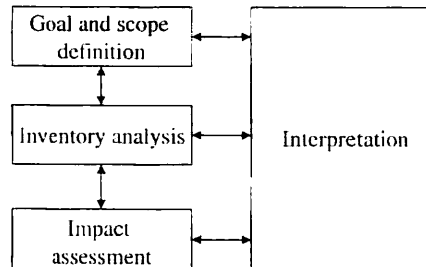 Goal and scope
definition
Inventory analysis
Interpretation
Impact
assessment